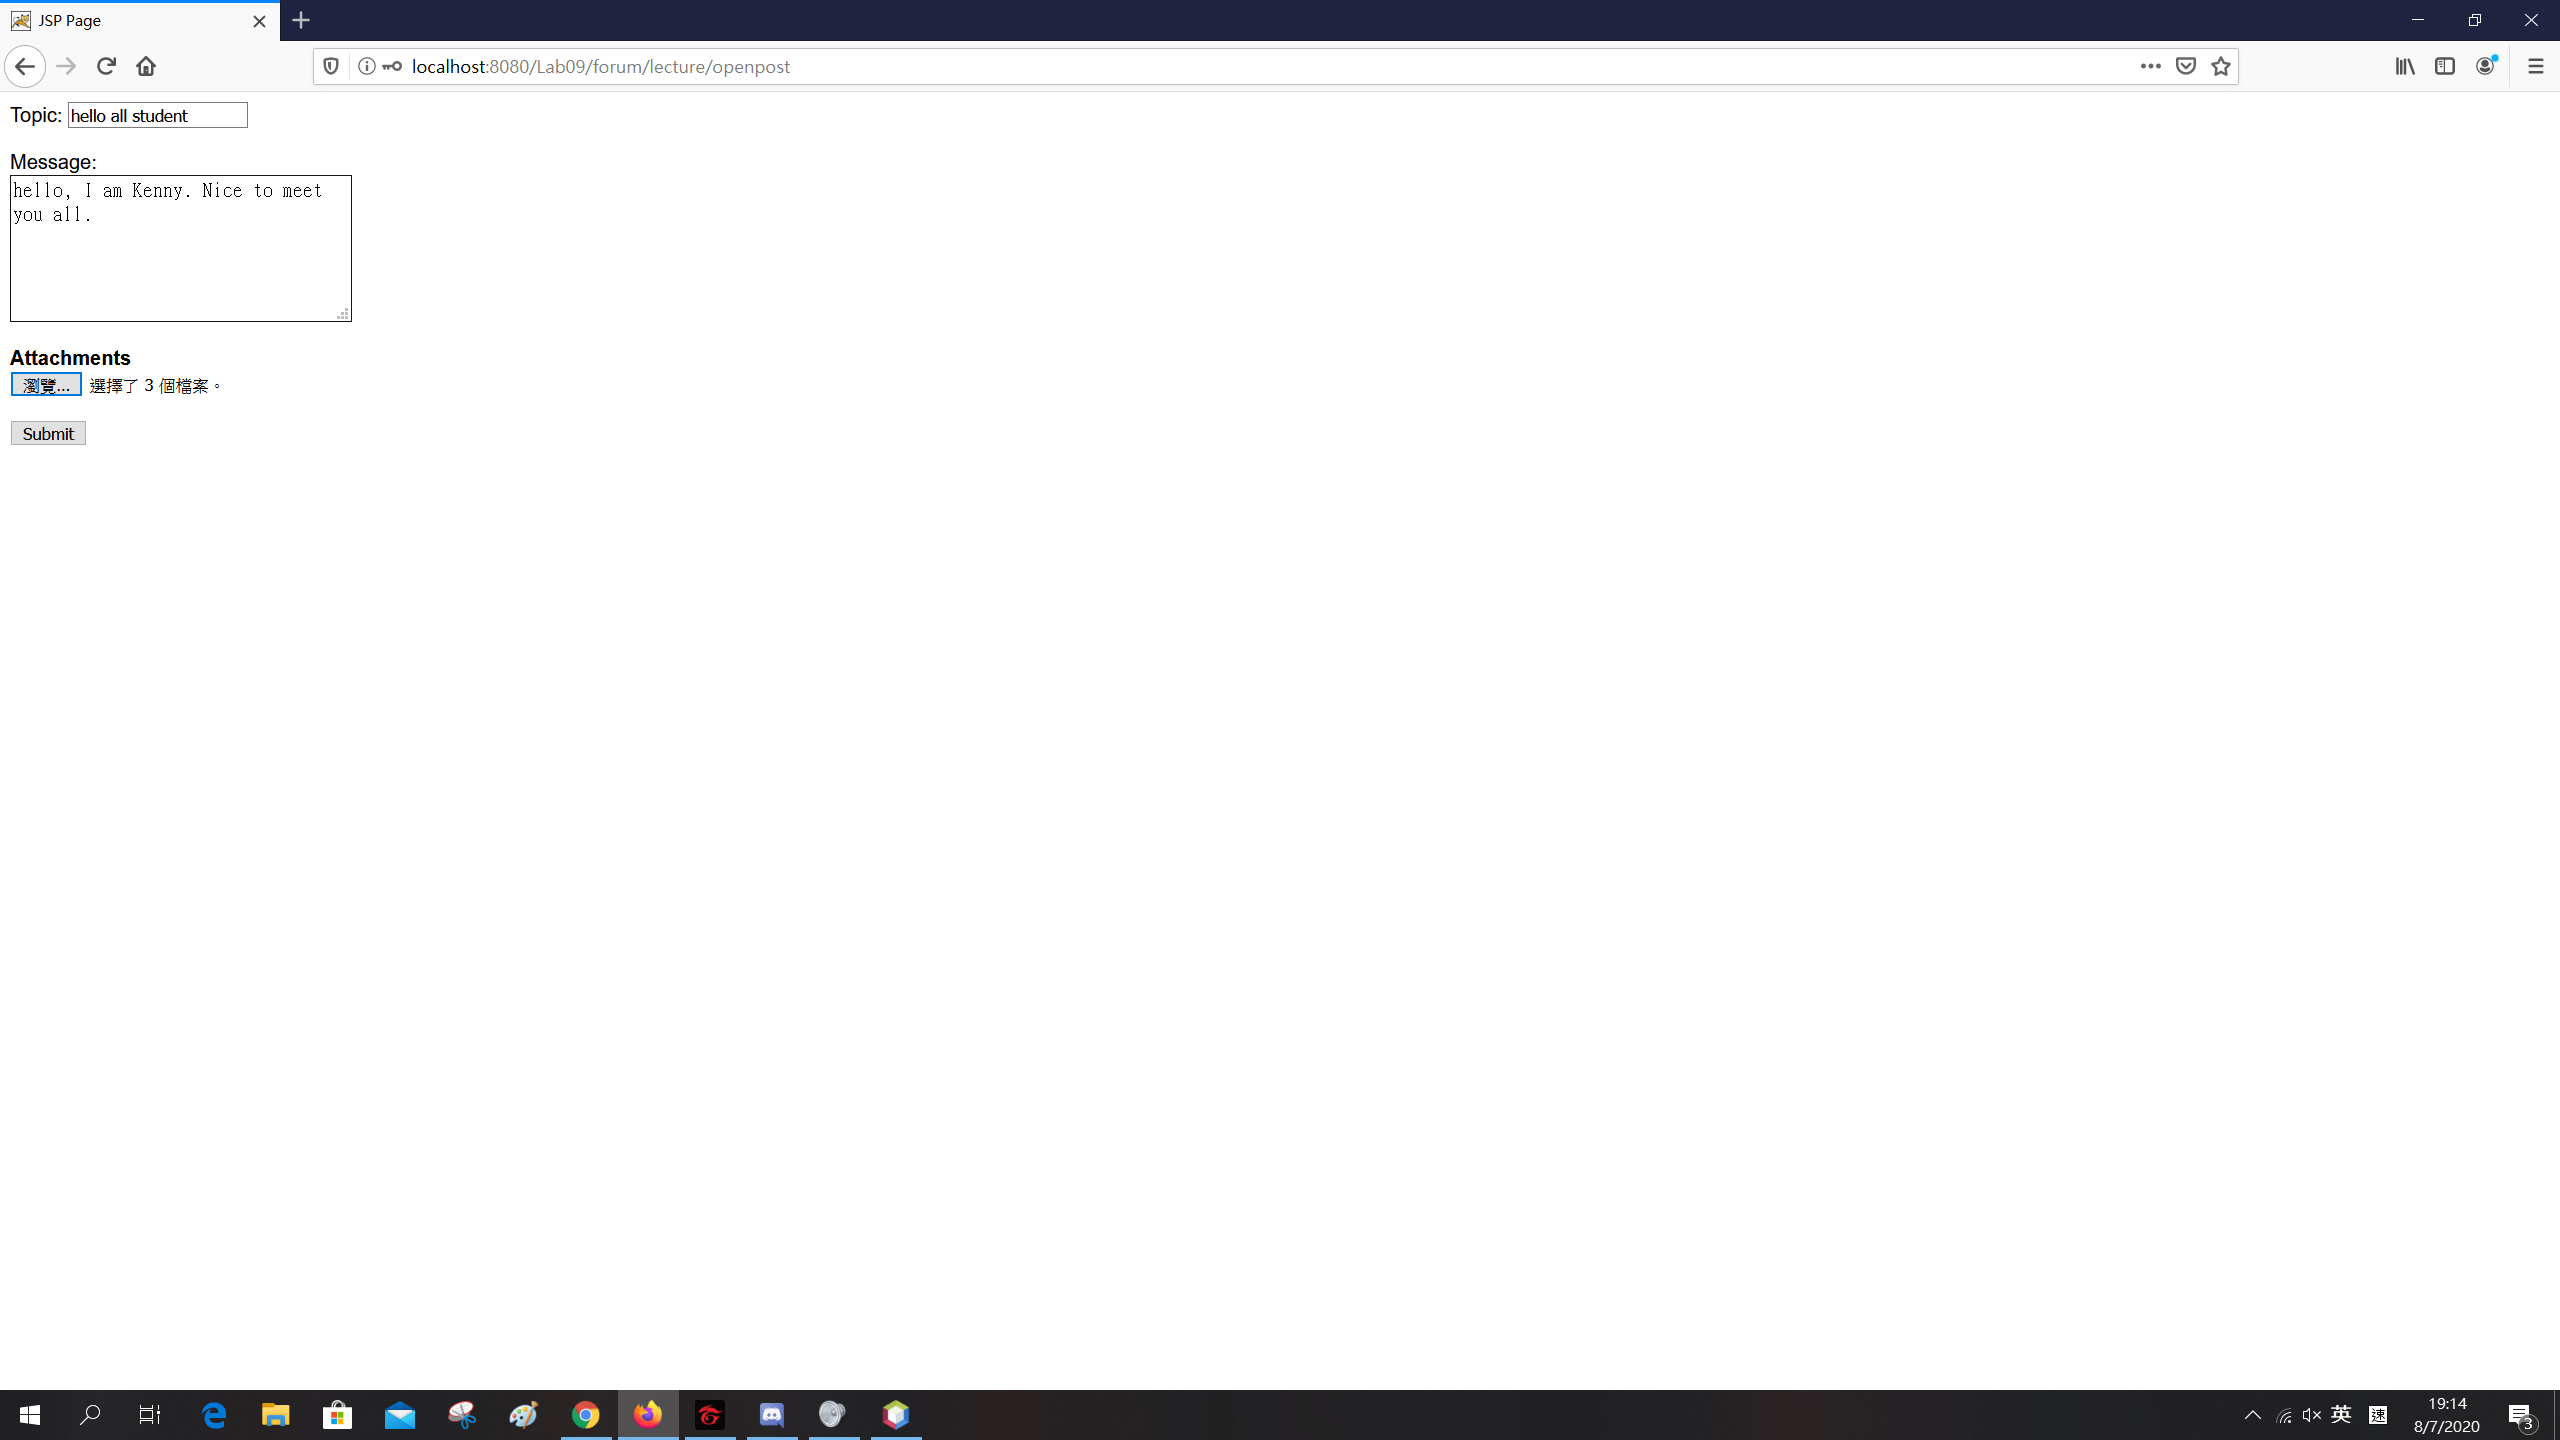 JSP Page
localhost:8080/Lab09/forum/lecture/openpost
Topic: hello all student
Message:
hello, I am Kenny. Nice to meet
you all.
Attachments
瀏覽... 選擇了 3 個檔案。
Submit
英 速 19:14
8/7/2020
3